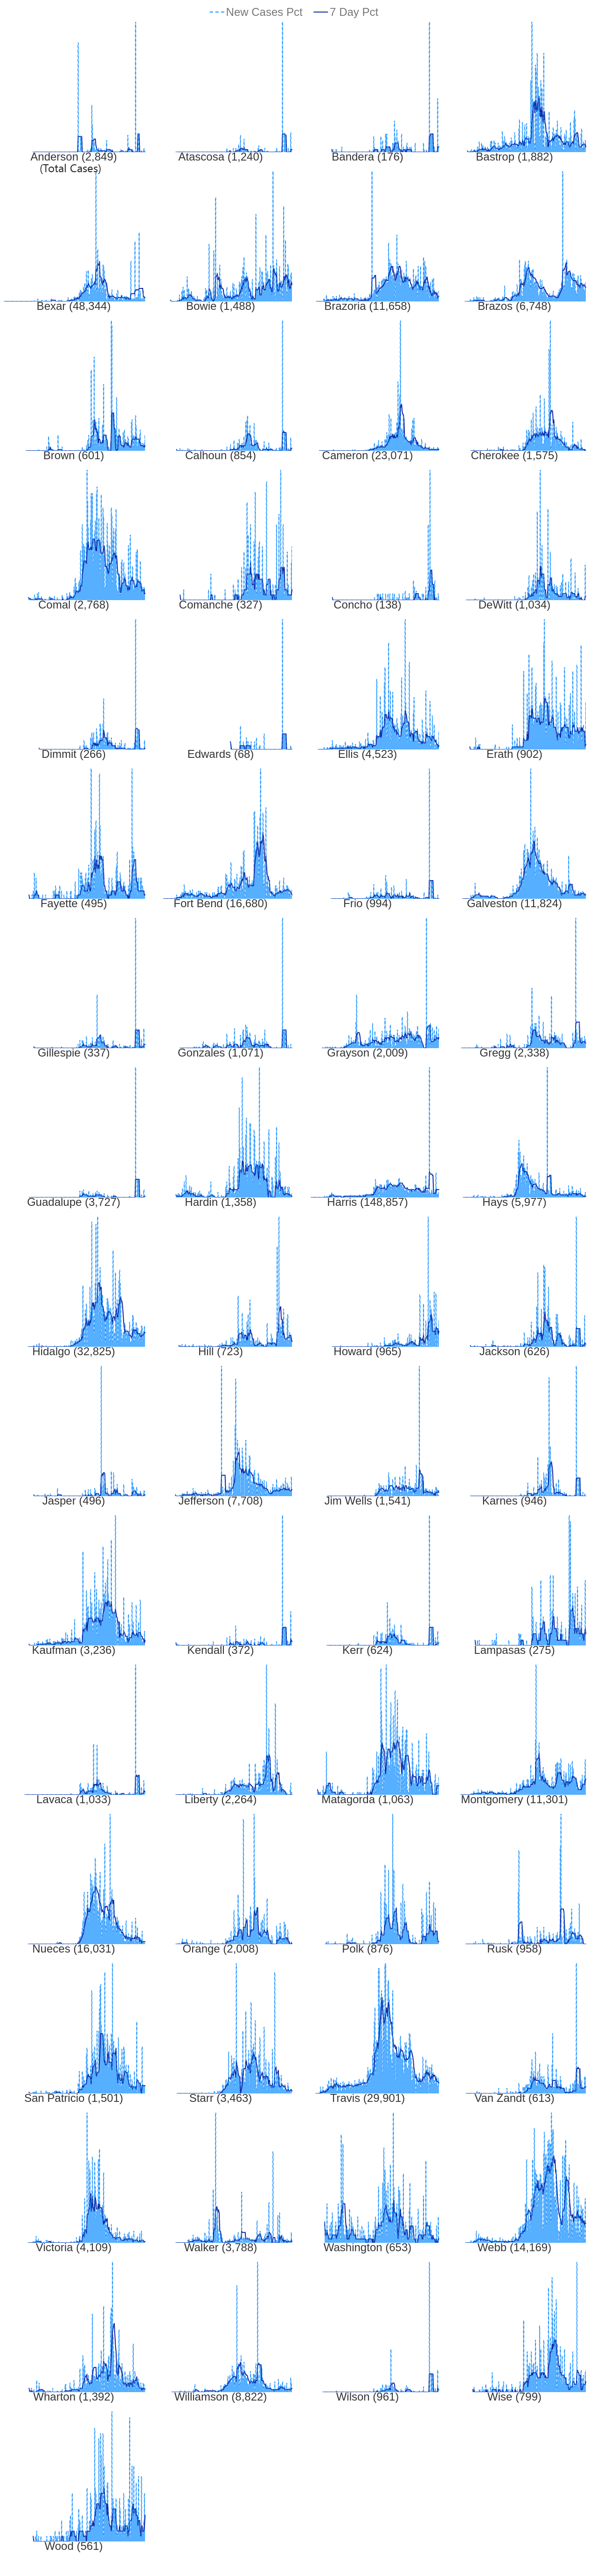 New Cases Pct 7 Day Pct
Anderson (2,849) Atascosa (1,240) Bandera (176) Bastrop (1,882)
(Total Cases)
Bexar (48,344) Bowie (1,488) Brazoria (11,658) Brazos (6,748)
Brown (601) Calhoun (854) Cameron (23,071) Cherokee (1,575)
Comal (2,768) Comanche (327) Concho (138) DeWitt (1,034)
Dimmit (266) Edwards (68) Ellis (4,523) Erath (902)
Fayette (495) Fort Bend (16,680) Frio (994) Galveston (11,824)
Gillespie (337) Gonzales (1,071) Grayson (2,009) Gregg (2,338)
Guadalupe (3,727) Hardin (1,358) Harris (148,857) Hays (5,977)
Hidalgo (32,825) Hill (723) Howard (965) Jackson (626)
Jasper (496) Jefferson (7,708) Jim Wells (1,541) Karnes (946)
Kaufman (3,236) Kendall (372) Kerr (624) Lampasas (275)
Lavaca (1,033) Liberty (2,264) Matagorda (1,063) Montgomery (11,301)
Nueces (16,031) Orange (2,008) Polk (876) Rusk (958)
San Patricio (1,501) Starr (3,463) Travis (29,901) Van Zandt (613)
Victoria (4,109) Walker (3,788) Washington (653) Webb (14,169)
Wharton (1,392) Williamson (8,822) Wilson (961) Wise (799)
Wood (561)